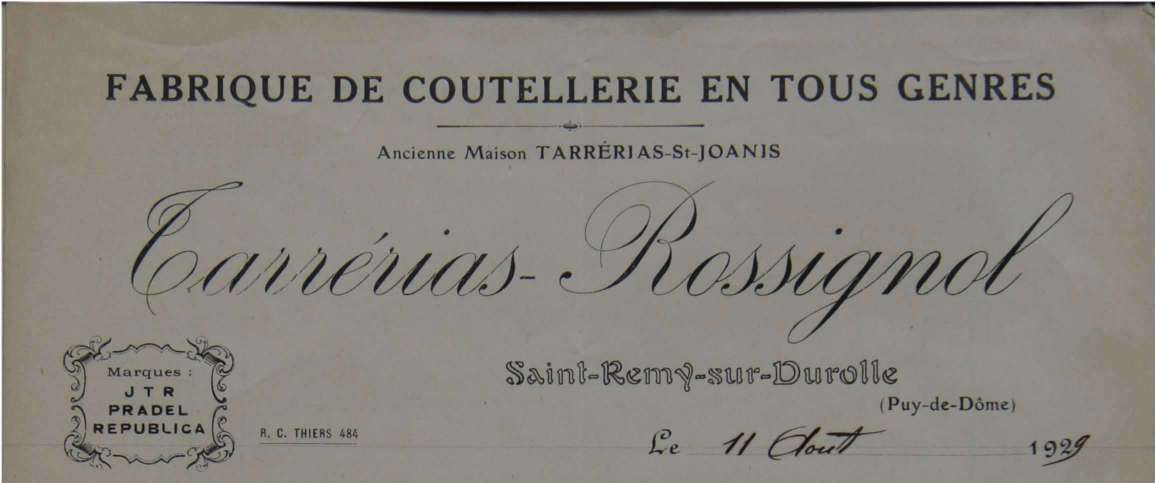 FABRIQUE DE COUTELLERIE EN TOUS GENRES
Ancienne Maison TARRÉRIAS-St-JOANIS
Tarrérias-Rossignol
Saint-Remy-sur-Durolle
(Puy-de-Dôme)
Marques :
J T R
PRADEL
REPUBLICA
R. C. THIERS 484
Le 11 Aout 1929